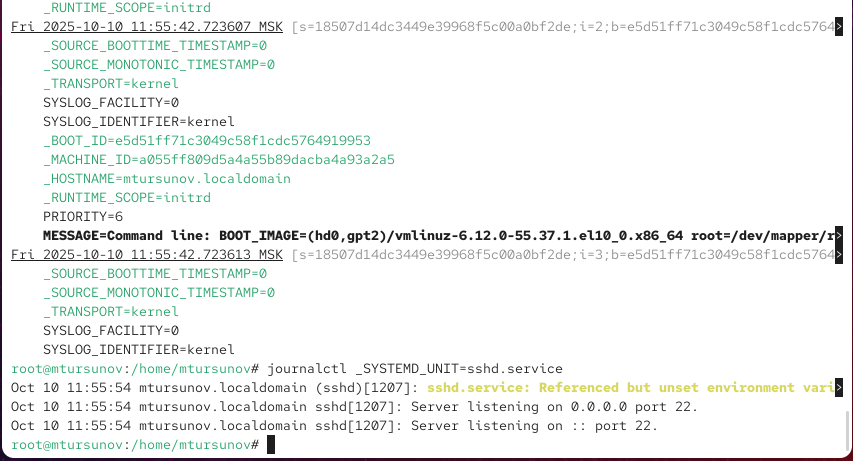 _RUNTIME_SCOPE=initrd
Fri 2025-10-10 11:55:42.723607 MSK [s=18507d14dc3449e39968f5c00a0bf2de;i=2;b=e5d51ff71c3049c58f1cdc5764>
_SOURCE_BOOTTIME_TIMESTAMP=0
_SOURCE_MONOTONIC_TIMESTAMP=0
_TRANSPORT=kernel
SYSLOG_FACILITY=0
SYSLOG_IDENTIFIER=kernel
_BOOT_ID=e5d51ff71c3049c58f1cdc5764919953
_MACHINE_ID=a055ff809d5a4a55b89dacba4a93a2a5
_HOSTNAME=mtursunov.localdomain
_RUNTIME_SCOPE=initrd
PRIORITY=6
MESSAGE=Command line: BOOT_IMAGE=(hd0,gpt2)/vmlinuz-6.12.0-55.37.1.el10_0.x86_64 root=/dev/mapper/r>
Fri 2025-10-10 11:55:42.723613 MSK [s=18507d14dc3449e39968f5c00a0bf2de;i=3;b=e5d51ff71c3049c58f1cdc5764>
_SOURCE_BOOTTIME_TIMESTAMP=0
_SOURCE_MONOTONIC_TIMESTAMP=0
_TRANSPORT=kernel
SYSLOG_FACILITY=0
SYSLOG_IDENTIFIER=kernel
root@mtursunov:/home/mtursunov# journalctl _SYSTEMD_UNIT=sshd.service
Oct 10 11:55:54 mtursunov.localdomain (sshd)[1207]: sshd.service: Referenced but unset environment vari>
Oct 10 11:55:54 mtursunov.localdomain sshd[1207]: Server listening on 0.0.0.0 port 22.
Oct 10 11:55:54 mtursunov.localdomain sshd[1207]: Server listening on :: port 22.
root@mtursunov:/home/mtursunov#